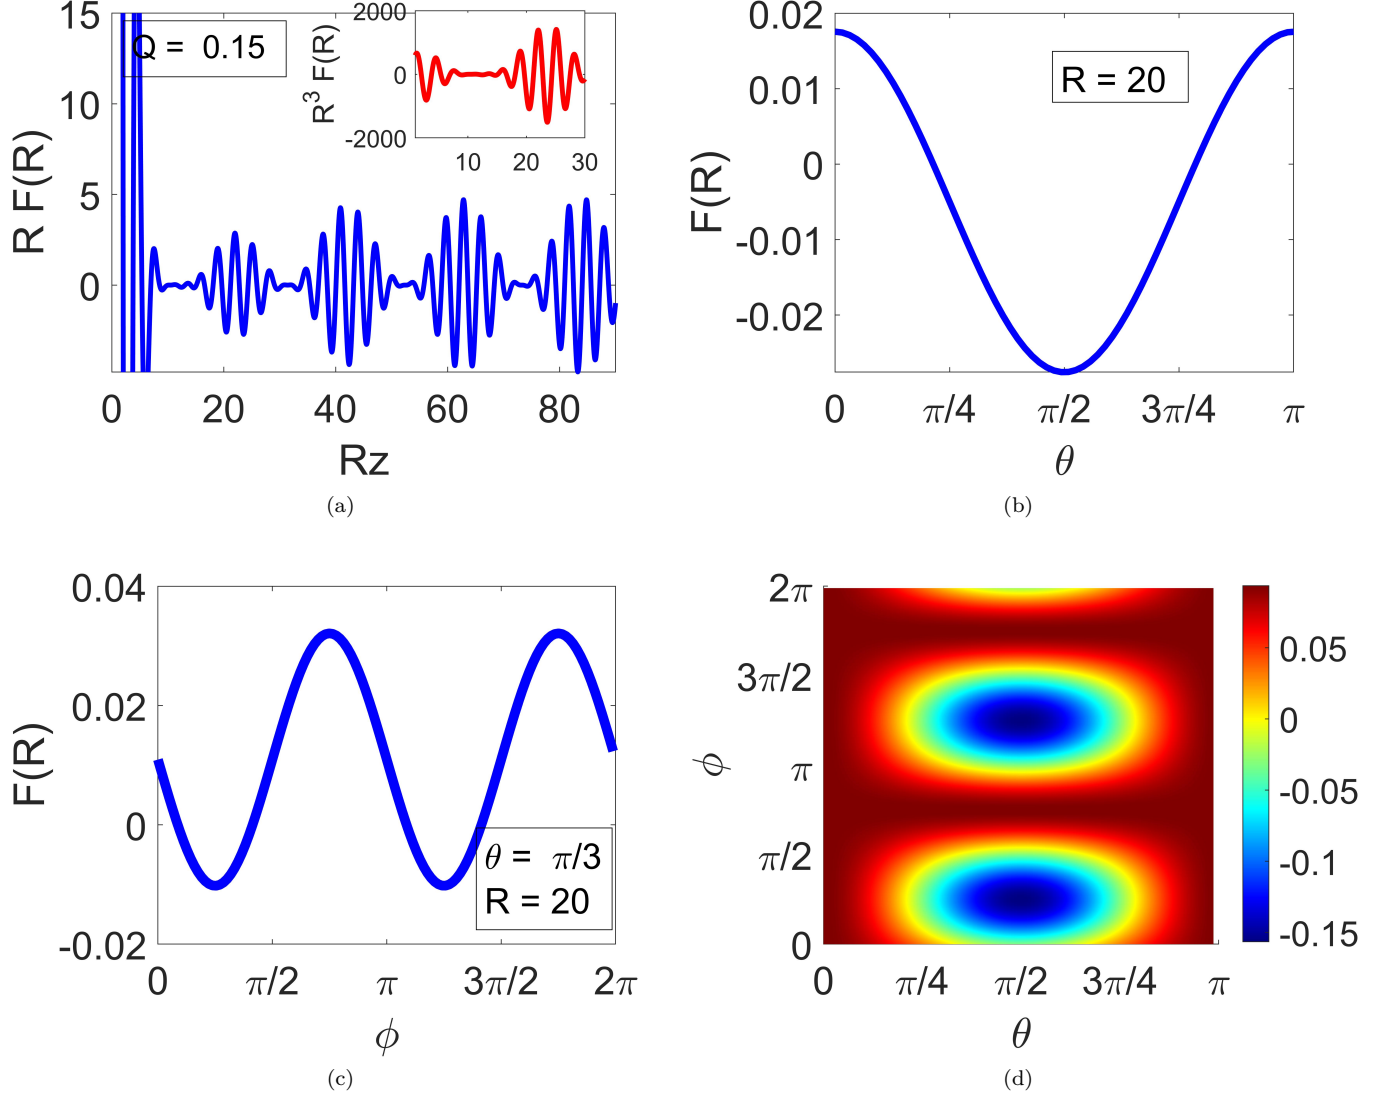 15
10
5
0
R F(R)
Q = 0.15
2000
0
-2000
R³ F(R)
10 20 30
0 20 40 60 80
Rz
(a)
0.02
0.01
0
-0.01
-0.02
F(R)
R = 20
0 π/4 π/2 3π/4 π
θ
(b)
0.04
0.02
0
-0.02
F(R)
θ = π/3
R = 20
0 π/2 π 3π/2 2π
ϕ
(c)
2π
3π/2
π
π/2
0
ϕ
0 π/4 π/2 3π/4 π
θ
0.05
0
-0.05
-0.1
-0.15
(d)